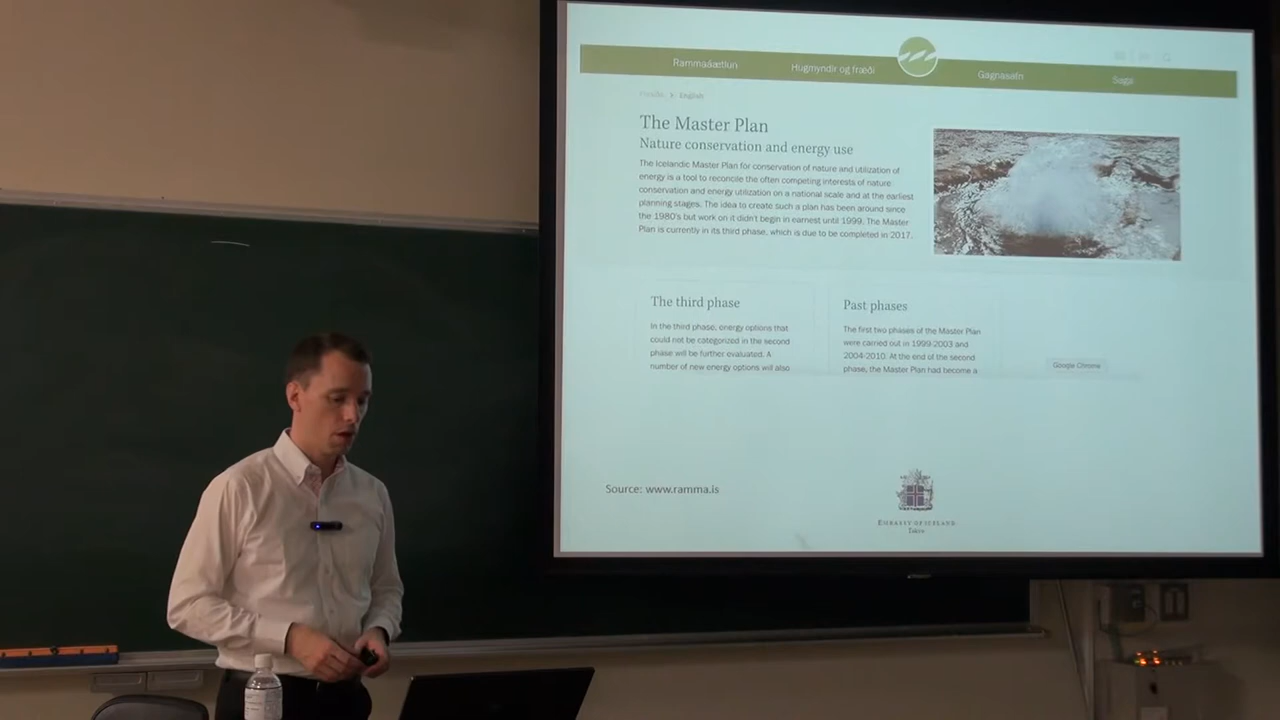 Rammaáætlun
Hugmyndir og fræði
Gagnasafn
Saga
English
The Master Plan
Nature conservation and energy use
The Icelandic Master Plan for conservation of nature and utilization of
energy is a tool to reconcile the often competing interests of nature
conservation and energy utilization on a national scale and at the earliest
planning stages. The idea to create such a plan has been around since
the 1980's but work on it didn't begin in earnest until 1999. The Master
Plan is currently in its third phase, which is due to be completed in 2017.
The third phase
In the third phase, energy options that
could not be categorized in the second
phase will be further evaluated. A
number of new energy options will also
Past phases
The first two phases of the Master Plan
were carried out in 1999-2003 and
2004-2010. At the end of the second
phase, the Master Plan had become a
Google Chrome
Source: www.ramma.is
EMBASSY OF ICELAND
Tokyo